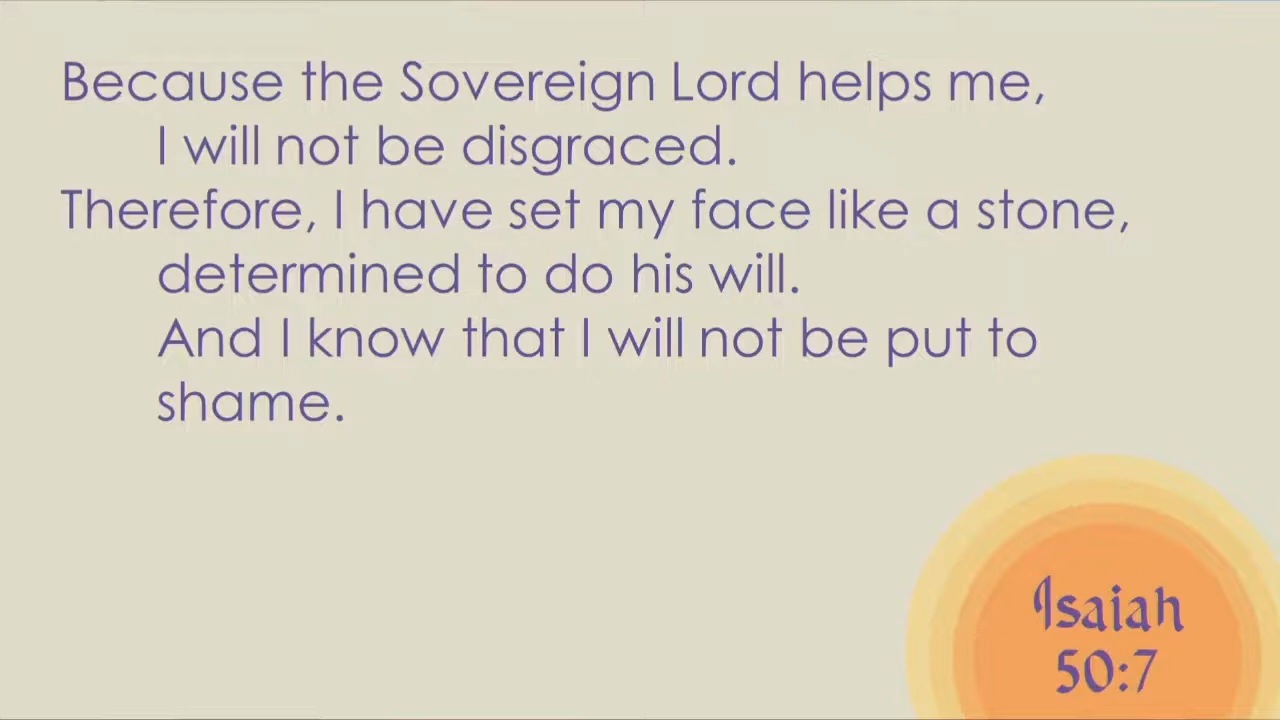 Because the Sovereign Lord helps me,
I will not be disgraced.
Therefore, I have set my face like a stone,
determined to do his will.
And I know that I will not be put to
shame.
Isaiah
50:7